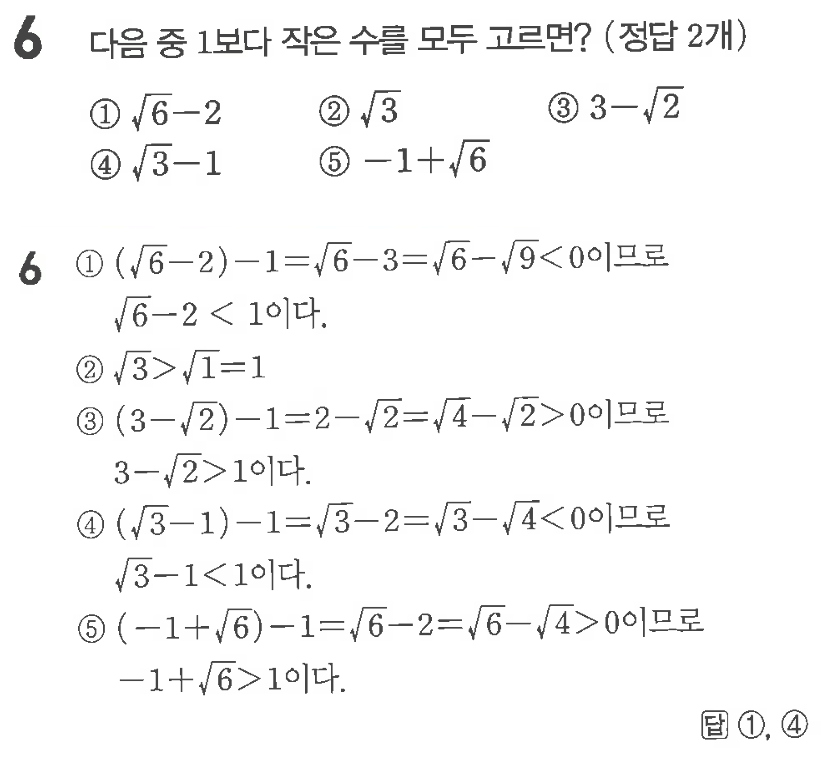 6 다음 중 1보다 작은 수를 모두 고르면? (정답 2개)
① √6−2 ② √3 ③ 3−√2
④ √3−1 ⑤ −1+√6
6 ① (√6−2)−1=√6−3=√6−√9<0이므로
√6−2 < 1이다.
② √3>√1=1
③ (3−√2)−1=2−√2=√4−√2>0이므로
3−√2>1이다.
④ (√3−1)−1=√3−2=√3−√4<0이므로
√3−1<1이다.
⑤ (−1+√6)−1=√6−2=√6−√4>0이므로
−1+√6>1이다.
답 ①, ④